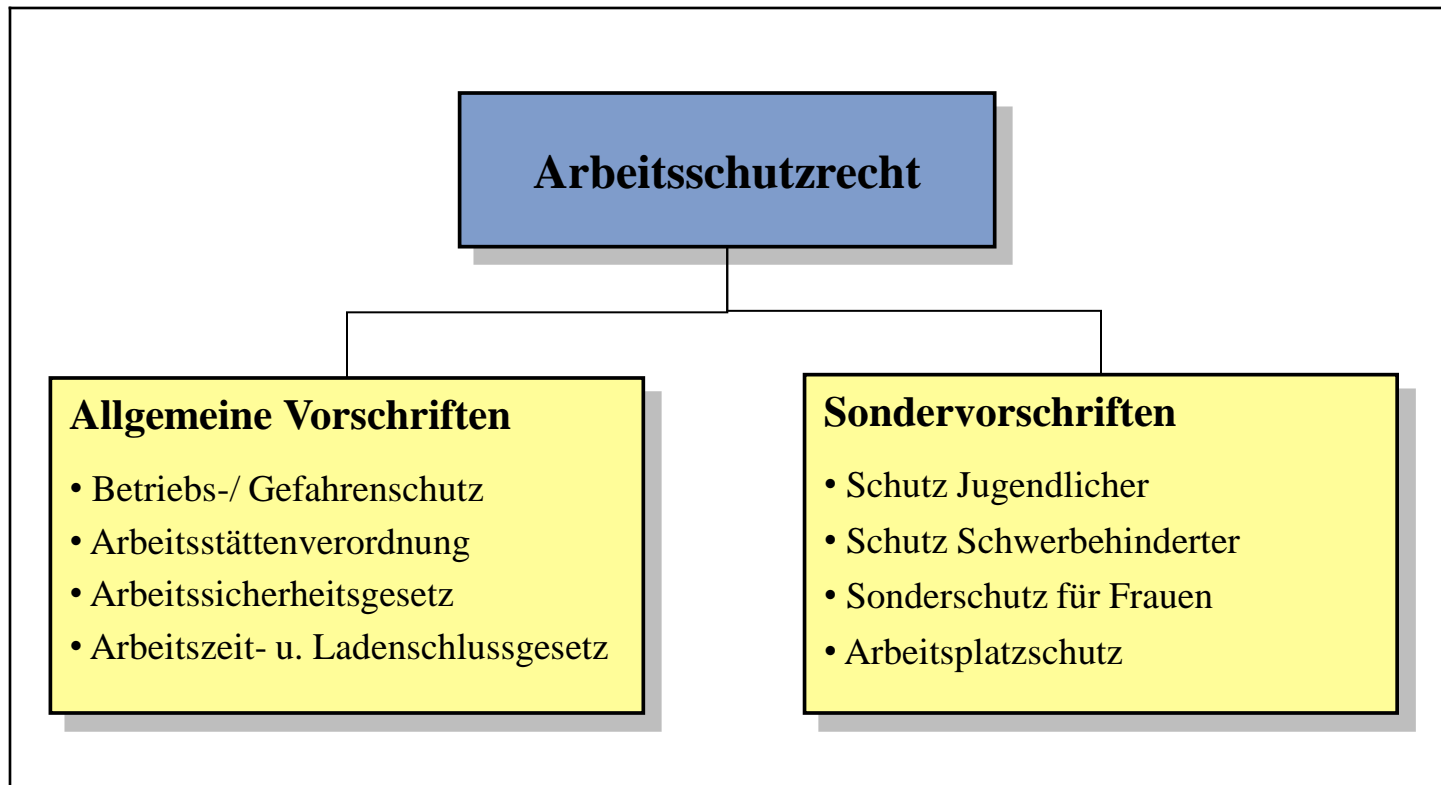 Arbeitsschutzrecht
Allgemeine Vorschriften
• Betriebs-/ Gefahrenschutz
• Arbeitsstättenverordnung
• Arbeitssicherheitsgesetz
• Arbeitszeit- u. Ladenschlussgesetz
Sondervorschriften
• Schutz Jugendlicher
• Schutz Schwerbehinderter
• Sonderschutz für Frauen
• Arbeitsplatzschutz